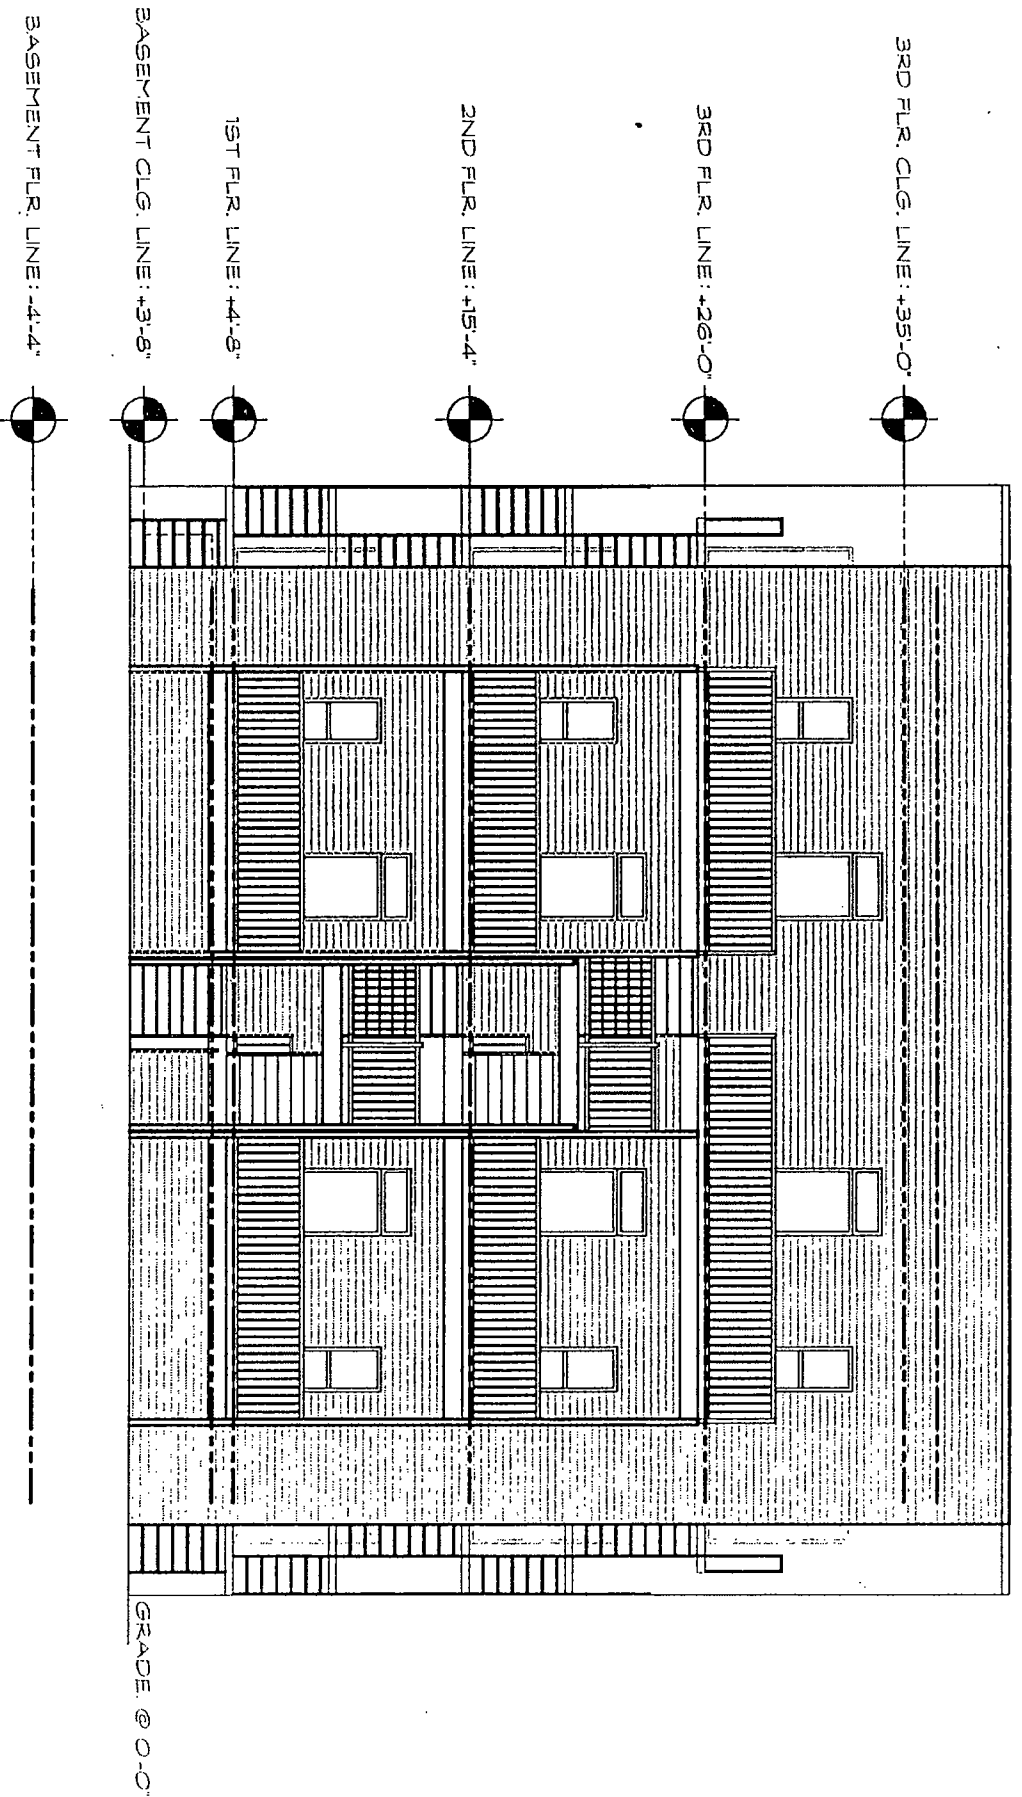 3RD FLR. CLG. LINE: +35'-0"
3RD FLR. LINE: +26'-0"
2ND FLR. LINE: +15'-4"
1ST FLR. LINE: +4'-8"
BASEMENT CLG. LINE: +3'-8"
BASEMENT FLR. LINE: -4'-4"
GRADE @ 0'-0"